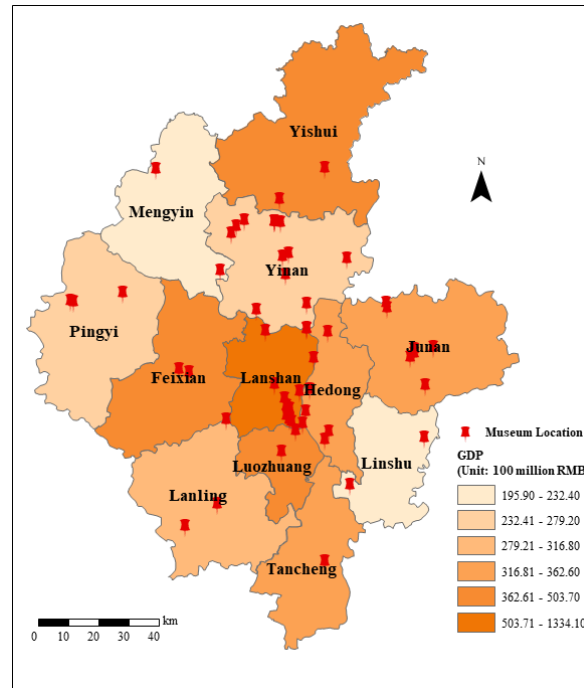 Yishui
N
Mengyin
Yinan
Pingyi
Junan
Feixian
Lanshan
Hedong
Museum Location
Luozhuang
Linshu
GDP
(Unit: 100 million RMB)
Lanling
195.90 - 232.40
232.41 - 279.20
279.21 - 316.80
Tancheng
316.81 - 362.60
362.61 - 503.70
503.71 - 1334.10
km
0 10 20 30 40